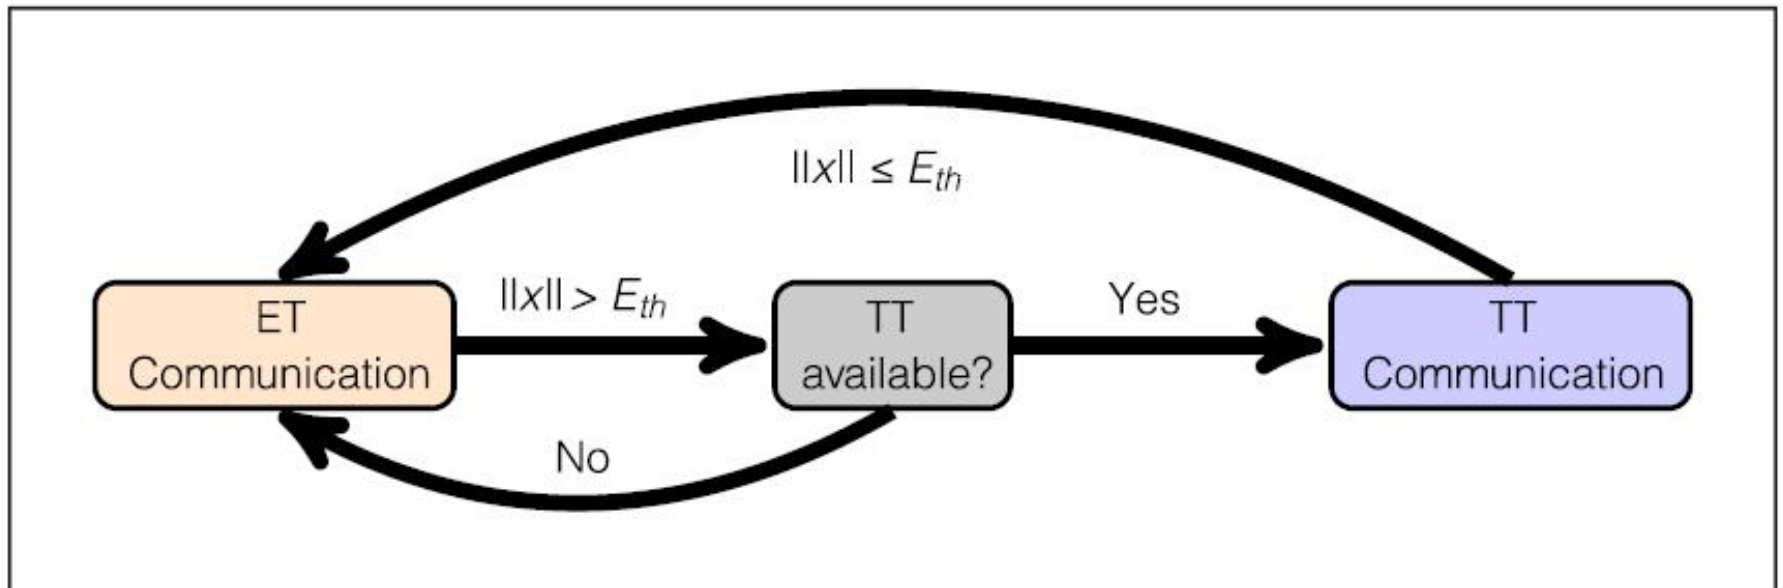 ||x|| ≤ E_th
ET
Communication
||x|| > E_th
TT
available?
Yes
TT
Communication
No